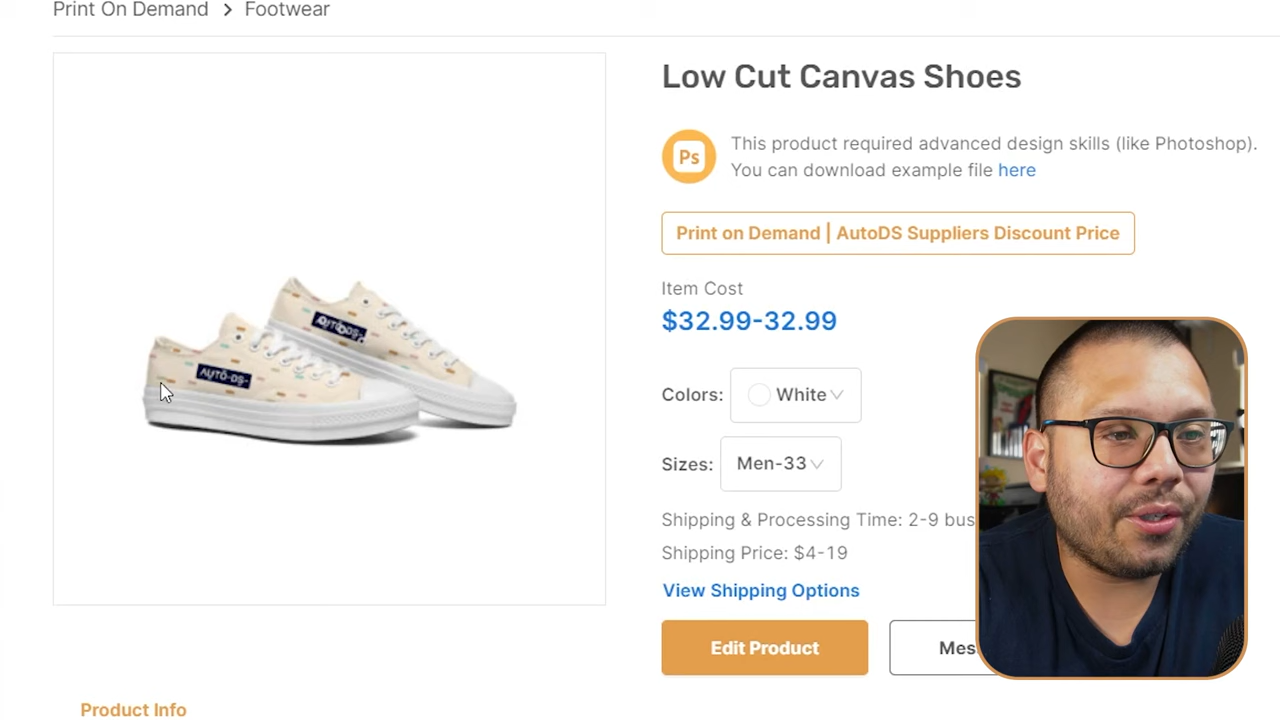 Print On Demand > Footwear
Low Cut Canvas Shoes
Ps
This product required advanced design skills (like Photoshop).
You can download example file here
Print on Demand | AutoDS Suppliers Discount Price
Item Cost
$32.99-32.99
Colors: White
Sizes: Men-33
Shipping & Processing Time: 2-9 bus
Shipping Price: $4-19
View Shipping Options
Edit Product
Mes
AUTO-DS-
AUTODS-
Product Info